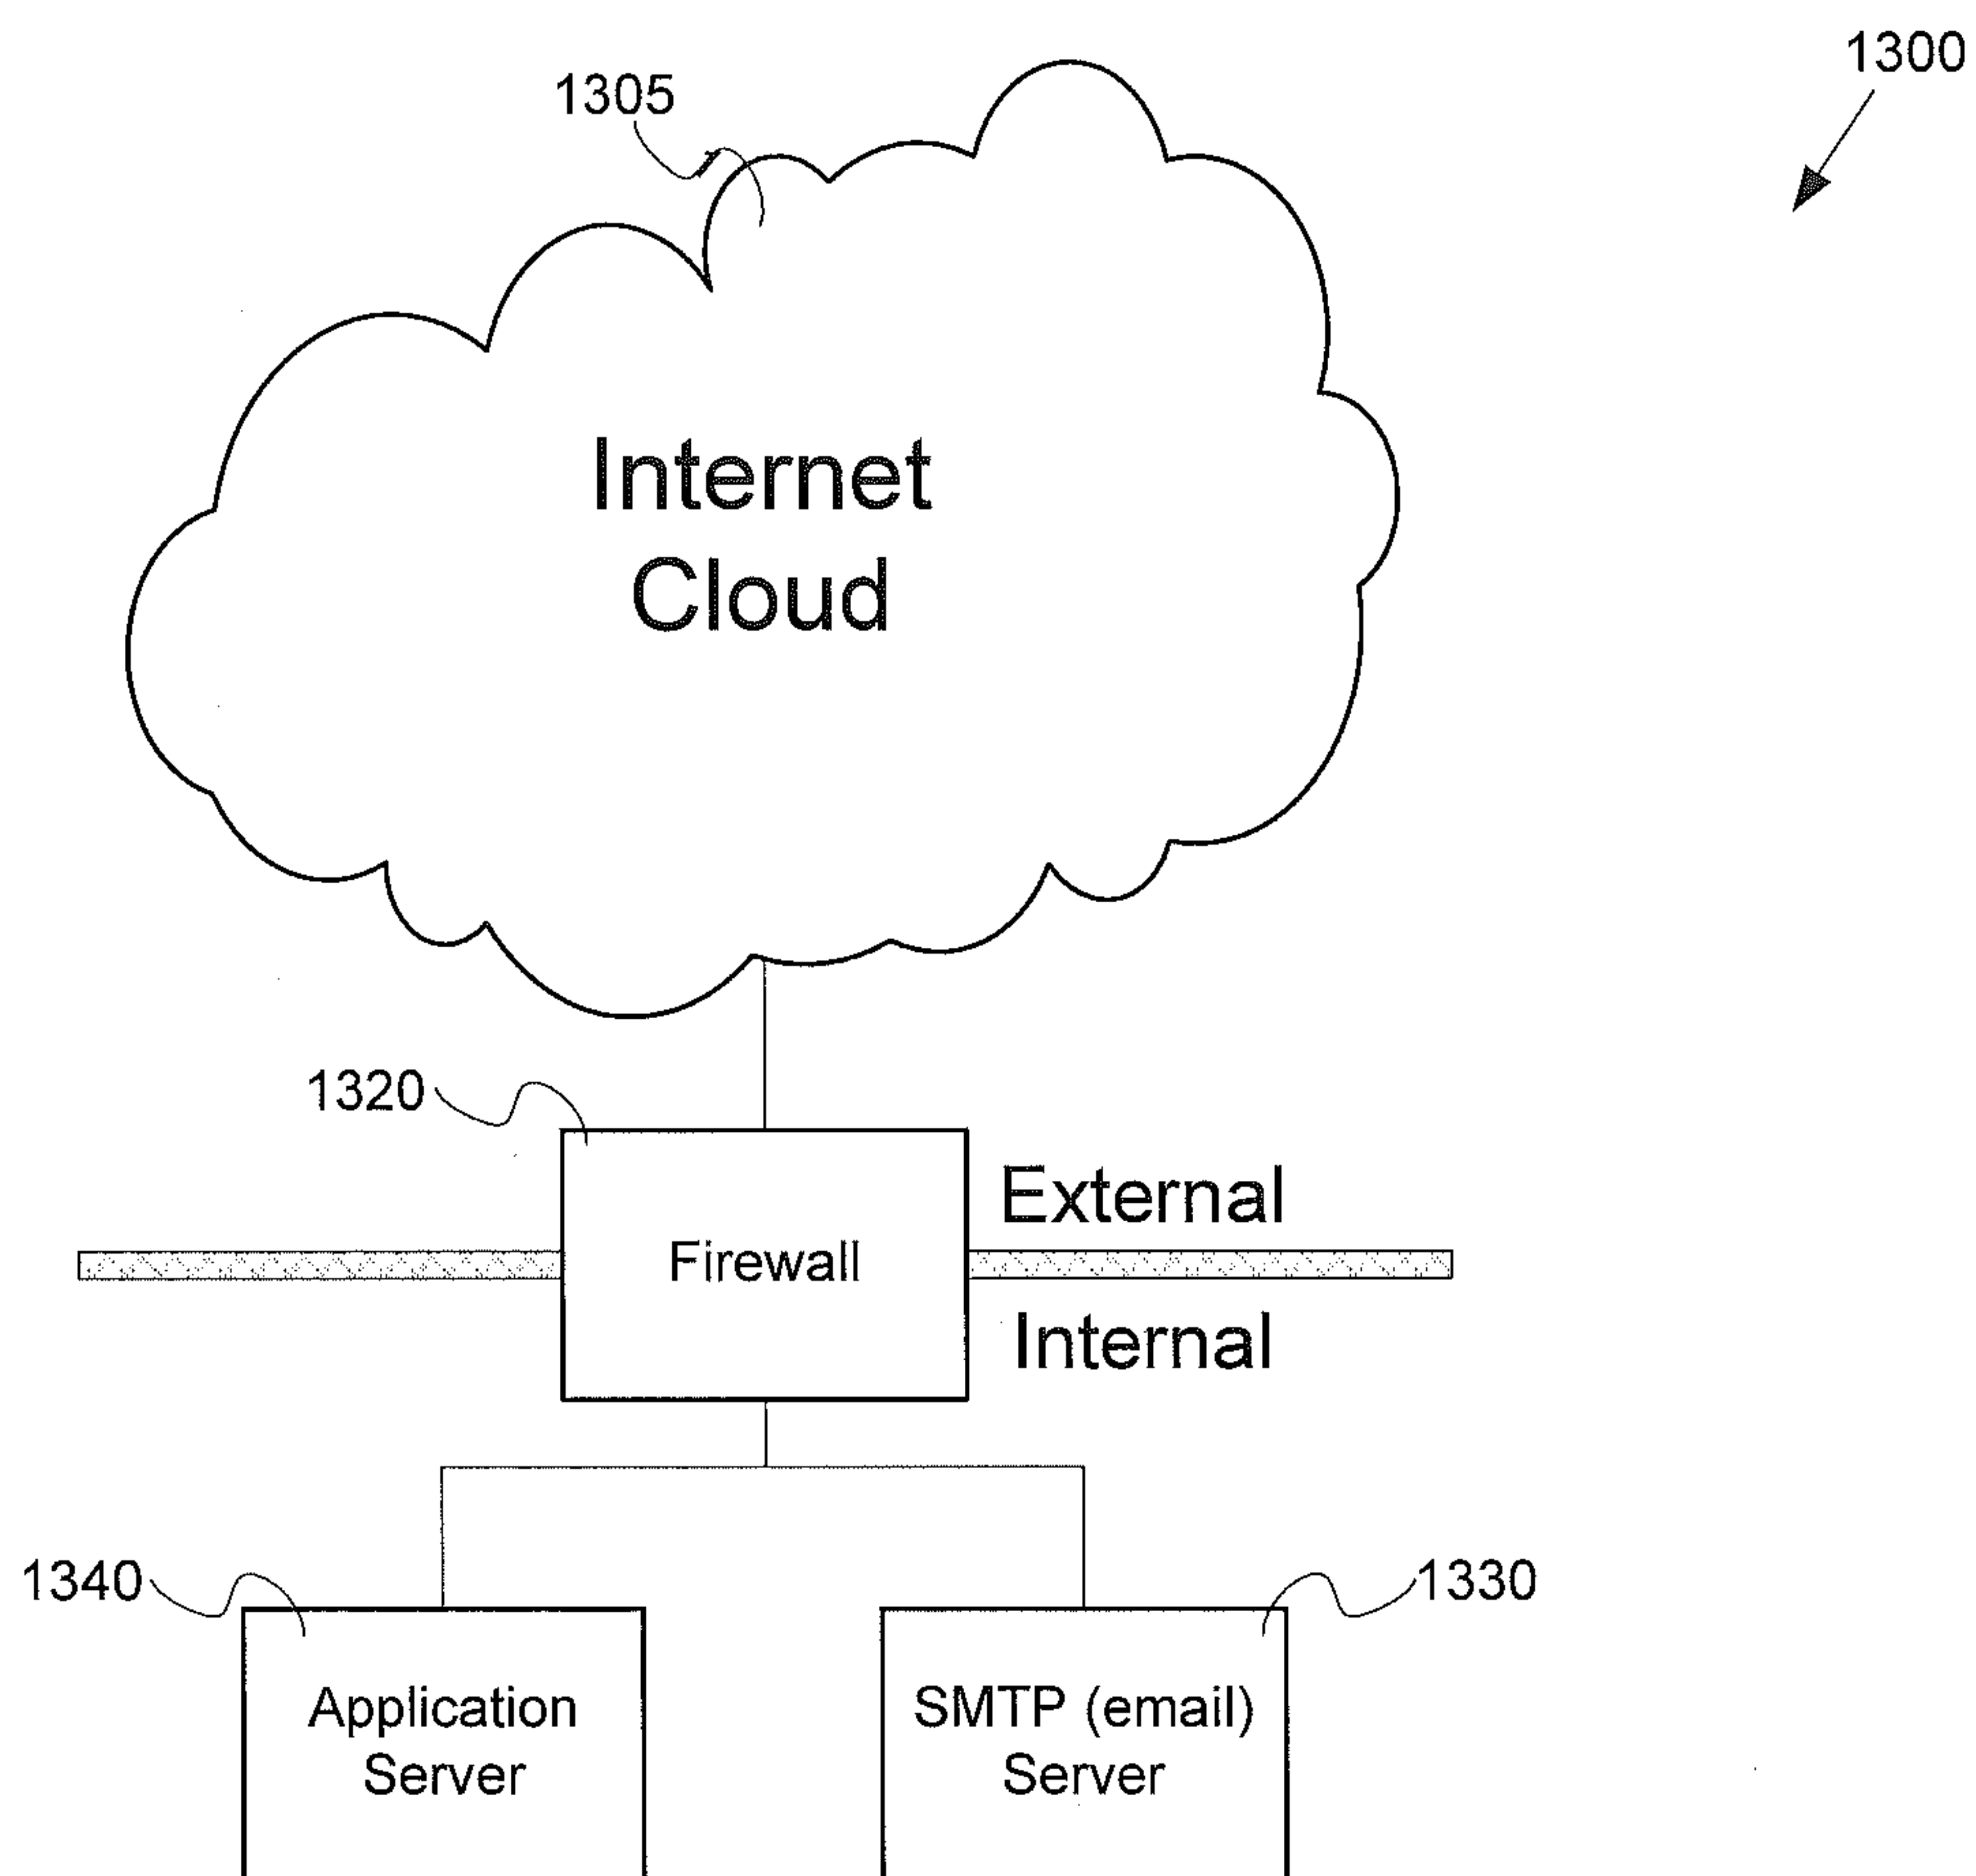 1300
1305
Internet
Cloud
1320
External
Firewall
Internal
1340
1330
Application
Server
SMTP (email)
Server